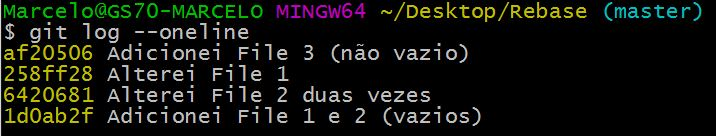 Marcelo@GS70-MARCELO MINGW64 ~/Desktop/Rebase (master)
$ git log --oneline
af20506 Adicionei File 3 (não vazio)
258ff28 Alterei File 1
6420681 Alterei File 2 duas vezes
1d0ab2f Adicionei File 1 e 2 (vazios)